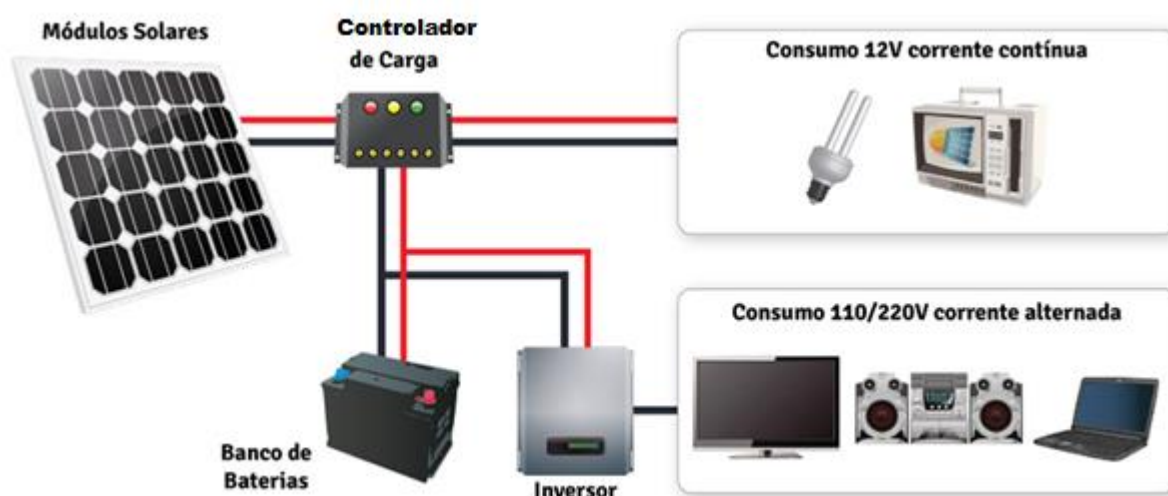 Módulos Solares
Controlador
de Carga
Consumo 12V corrente contínua
Consumo 110/220V corrente alternada
Banco de
Baterias
Inversor